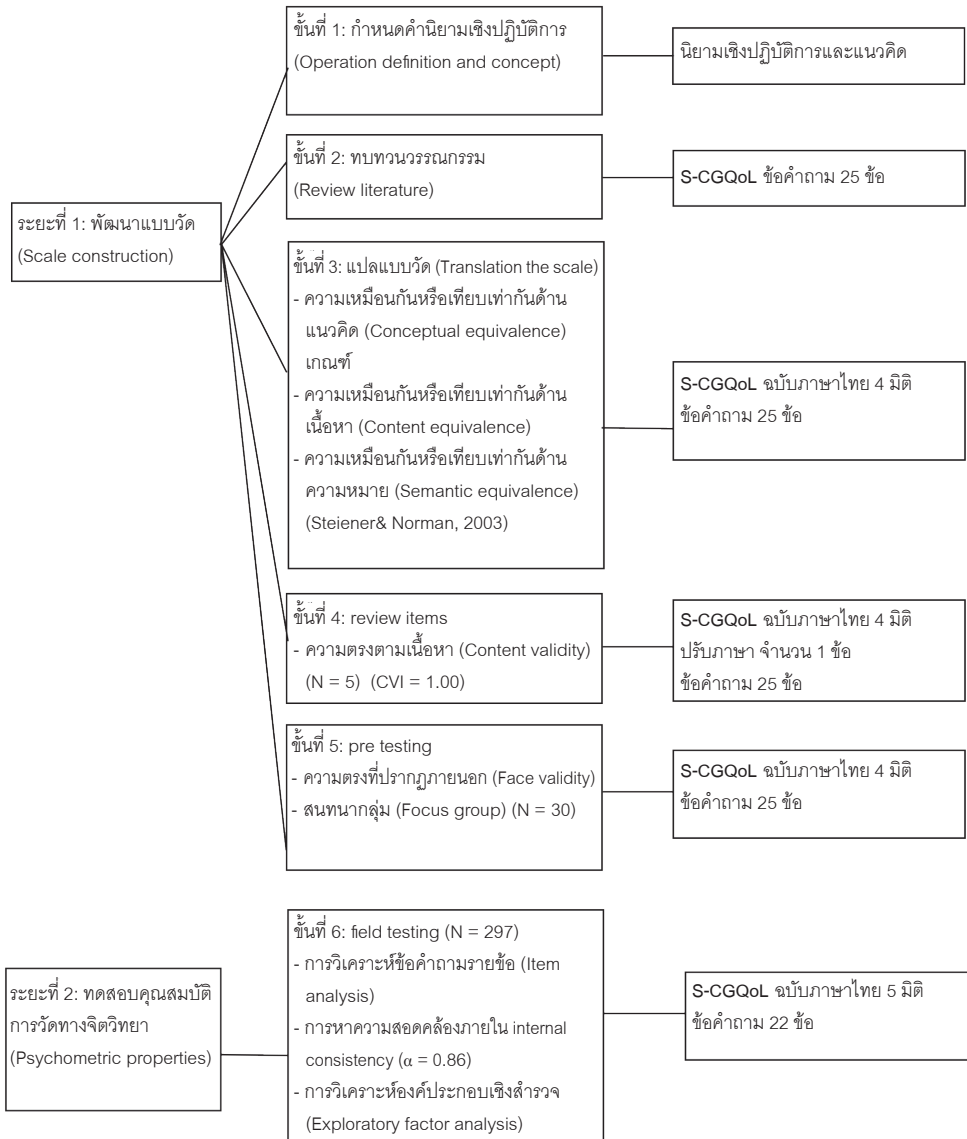 ขั้นที่ 1: กำหนดคำนิยามเชิงปฏิบัติการ
(Operation definition and concept)
นิยามเชิงปฏิบัติการและแนวคิด
ขั้นที่ 2: ทบทวนวรรณกรรม
(Review literature)
S-CGQoL ข้อคำถาม 25 ข้อ
ระยะที่ 1: พัฒนาแบบวัด
(Scale construction)
ขั้นที่ 3: แปลแบบวัด (Translation the scale)
- ความเหมือนกันหรือเทียบเท่ากันด้าน
แนวคิด (Conceptual equivalence)
เกณฑ์
- ความเหมือนกันหรือเทียบเท่ากันด้าน
เนื้อหา (Content equivalence)
- ความเหมือนกันหรือเทียบเท่ากันด้าน
ความหมาย (Semantic equivalence)
(Steiener& Norman, 2003)
S-CGQoL ฉบับภาษาไทย 4 มิติ
ข้อคำถาม 25 ข้อ
ขั้นที่ 4: review items
- ความตรงตามเนื้อหา (Content validity)
(N = 5) (CVI = 1.00)
S-CGQoL ฉบับภาษาไทย 4 มิติ
ปรับภาษา จำนวน 1 ข้อ
ข้อคำถาม 25 ข้อ
ขั้นที่ 5: pre testing
- ความตรงที่ปรากฏภายนอก (Face validity)
- สนทนากลุ่ม (Focus group) (N = 30)
S-CGQoL ฉบับภาษาไทย 4 มิติ
ข้อคำถาม 25 ข้อ
ระยะที่ 2: ทดสอบคุณสมบัติ
การวัดทางจิตวิทยา
(Psychometric properties)
ขั้นที่ 6: field testing (N = 297)
- การวิเคราะห์ข้อคำถามรายข้อ (Item
analysis)
- การหาความสอดคล้องภายใน internal
consistency (α = 0.86)
- การวิเคราะห์องค์ประกอบเชิงสำรวจ
(Exploratory factor analysis)
S-CGQoL ฉบับภาษาไทย 5 มิติ
ข้อคำถาม 22 ข้อ